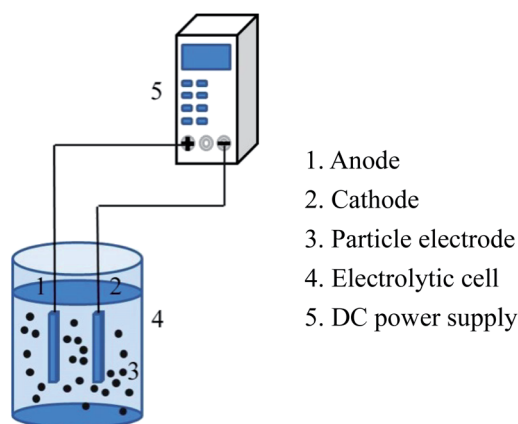 5
+ −
1. Anode
2. Cathode
3. Particle electrode
4. Electrolytic cell
5. DC power supply
1 2
4
3